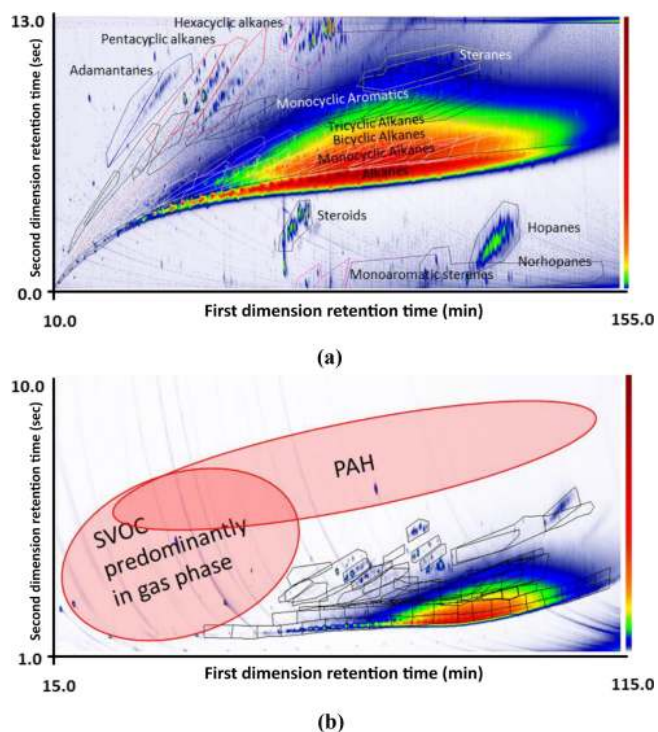 13.0
Second dimension retention time (sec)
0.0
Hexacyclic alkanes
Pentacyclic alkanes
Adamantanes
Steranes
Monocyclic Aromatics
Tricyclic Alkanes
Bicyclic Alkanes
Monocyclic Alkanes
Alkanes
Steroids
Hopanes
Norhopanes
Monoaromatic sterenes
10.0
First dimension retention time (min)
155.0
(a)
10.0
Second dimension retention time (sec)
1.0
PAH
SVOC
predominantly
in gas phase
15.0
First dimension retention time (min)
115.0
(b)